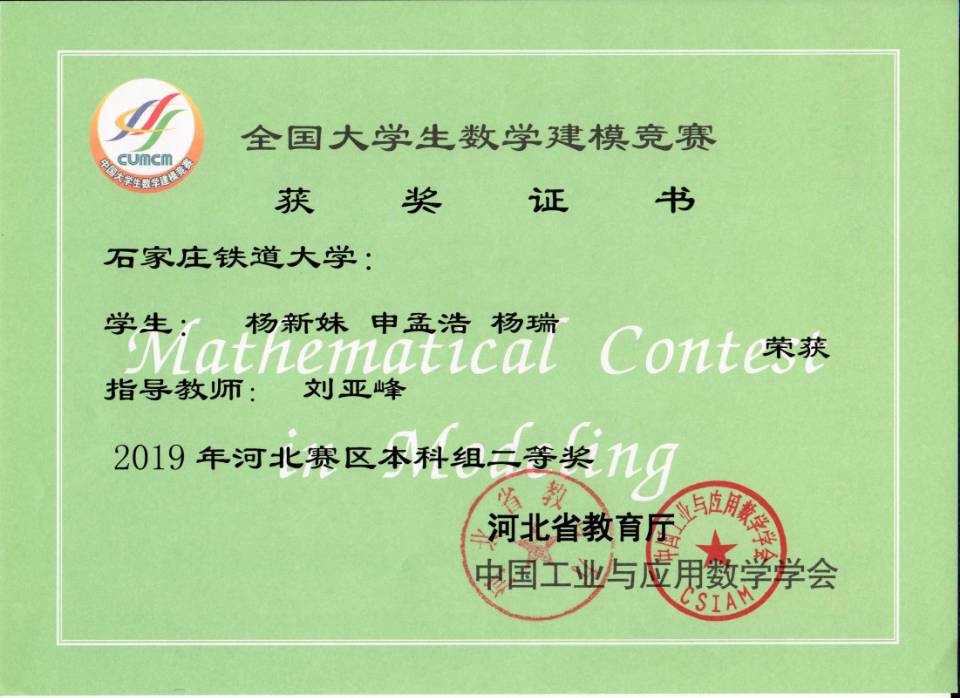 CUMCM
中国大学生数学建模竞赛
全国大学生数学建模竞赛
获 奖 证 书
石家庄铁道大学：
学生： 杨新妹 申孟浩 杨瑞
Mathematical Contest
荣获
指导教师： 刘亚峰
2019 年河北赛区本科组二等奖
in Modeling
河北省教育厅
中国工业与应用数学学会
河北省教
中国工业与应用数学学会
CSIAM